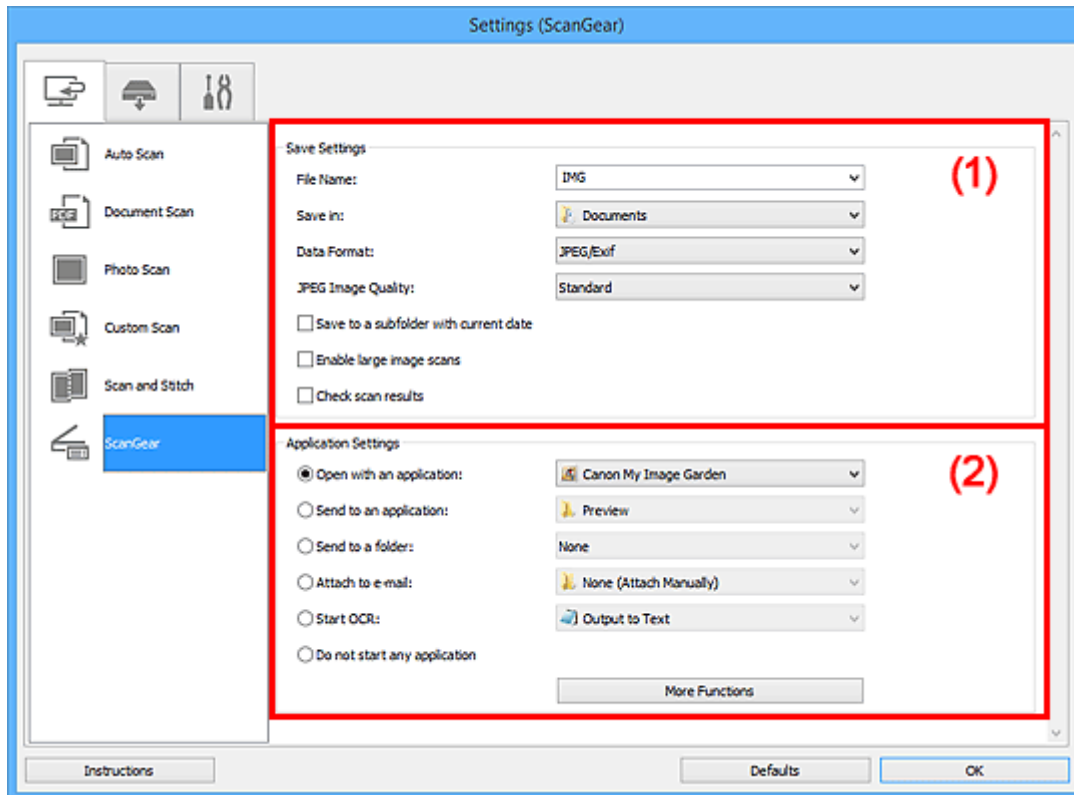 Settings (ScanGear)
Auto Scan
Document Scan
Photo Scan
Custom Scan
Scan and Stitch
ScanGear
Save Settings
(1)
File Name: IMG
Save in: Documents
Data Format: JPEG/Exif
JPEG Image Quality: Standard
Save to a subfolder with current date
Enable large image scans
Check scan results
Application Settings
(2)
Open with an application: Canon My Image Garden
Send to an application: Preview
Send to a folder: None
Attach to e-mail: None (Attach Manually)
Start OCR: Output to Text
Do not start any application
More Functions
Instructions Defaults OK